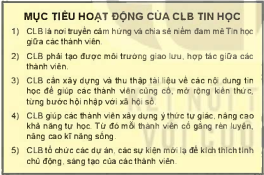 MỤC TIÊU HOẠT ĐỘNG CỦA CLB TIN HỌC
1) CLB là nơi truyền cảm hứng và chia sẻ niềm đam mê Tin học
giữa các thành viên.
2) CLB phải tạo được môi trường giao lưu, hợp tác giữa các
thành viên.
3) CLB cần xây dựng và thu thập tài liệu về các nội dung tin
học để giúp các thành viên củng cố, mở rộng kiến thức,
từng bước hội nhập với xã hội số.
4) CLB giúp các thành viên xây dựng ý thức tự giác, nâng cao
khả năng tự học. Từ đó mỗi thành viên cố gắng rèn luyện,
nâng cao kĩ năng sống.
5) CLB tổ chức các dự án, các sự kiện mới lạ để kích thích tính
chủ động, sáng tạo của các thành viên.